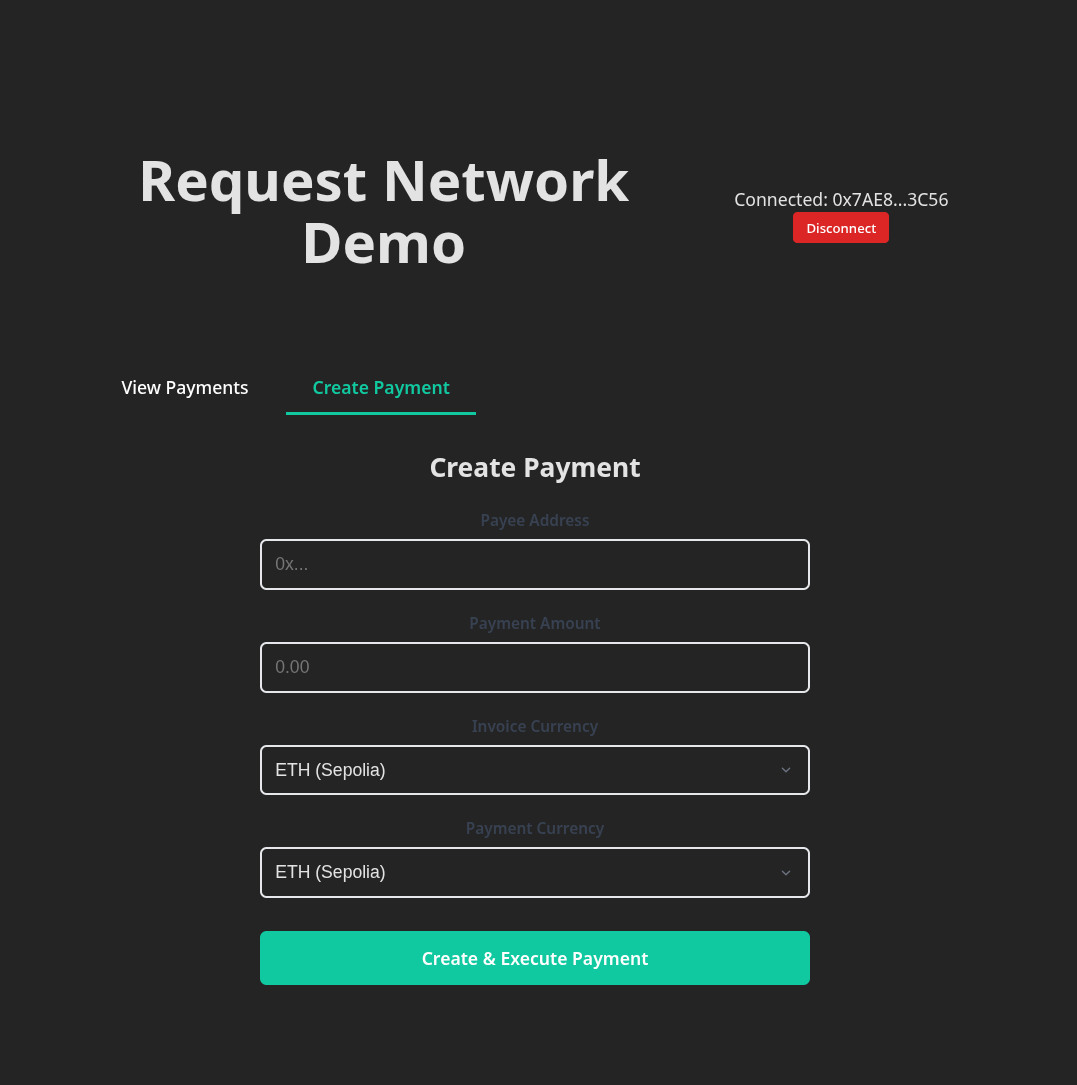 Request Network
Demo
Connected: 0x7AE8...3C56
Disconnect
View Payments
Create Payment
Create Payment
Payee Address
0x...
Payment Amount
0.00
Invoice Currency
ETH (Sepolia)
Payment Currency
ETH (Sepolia)
Create & Execute Payment